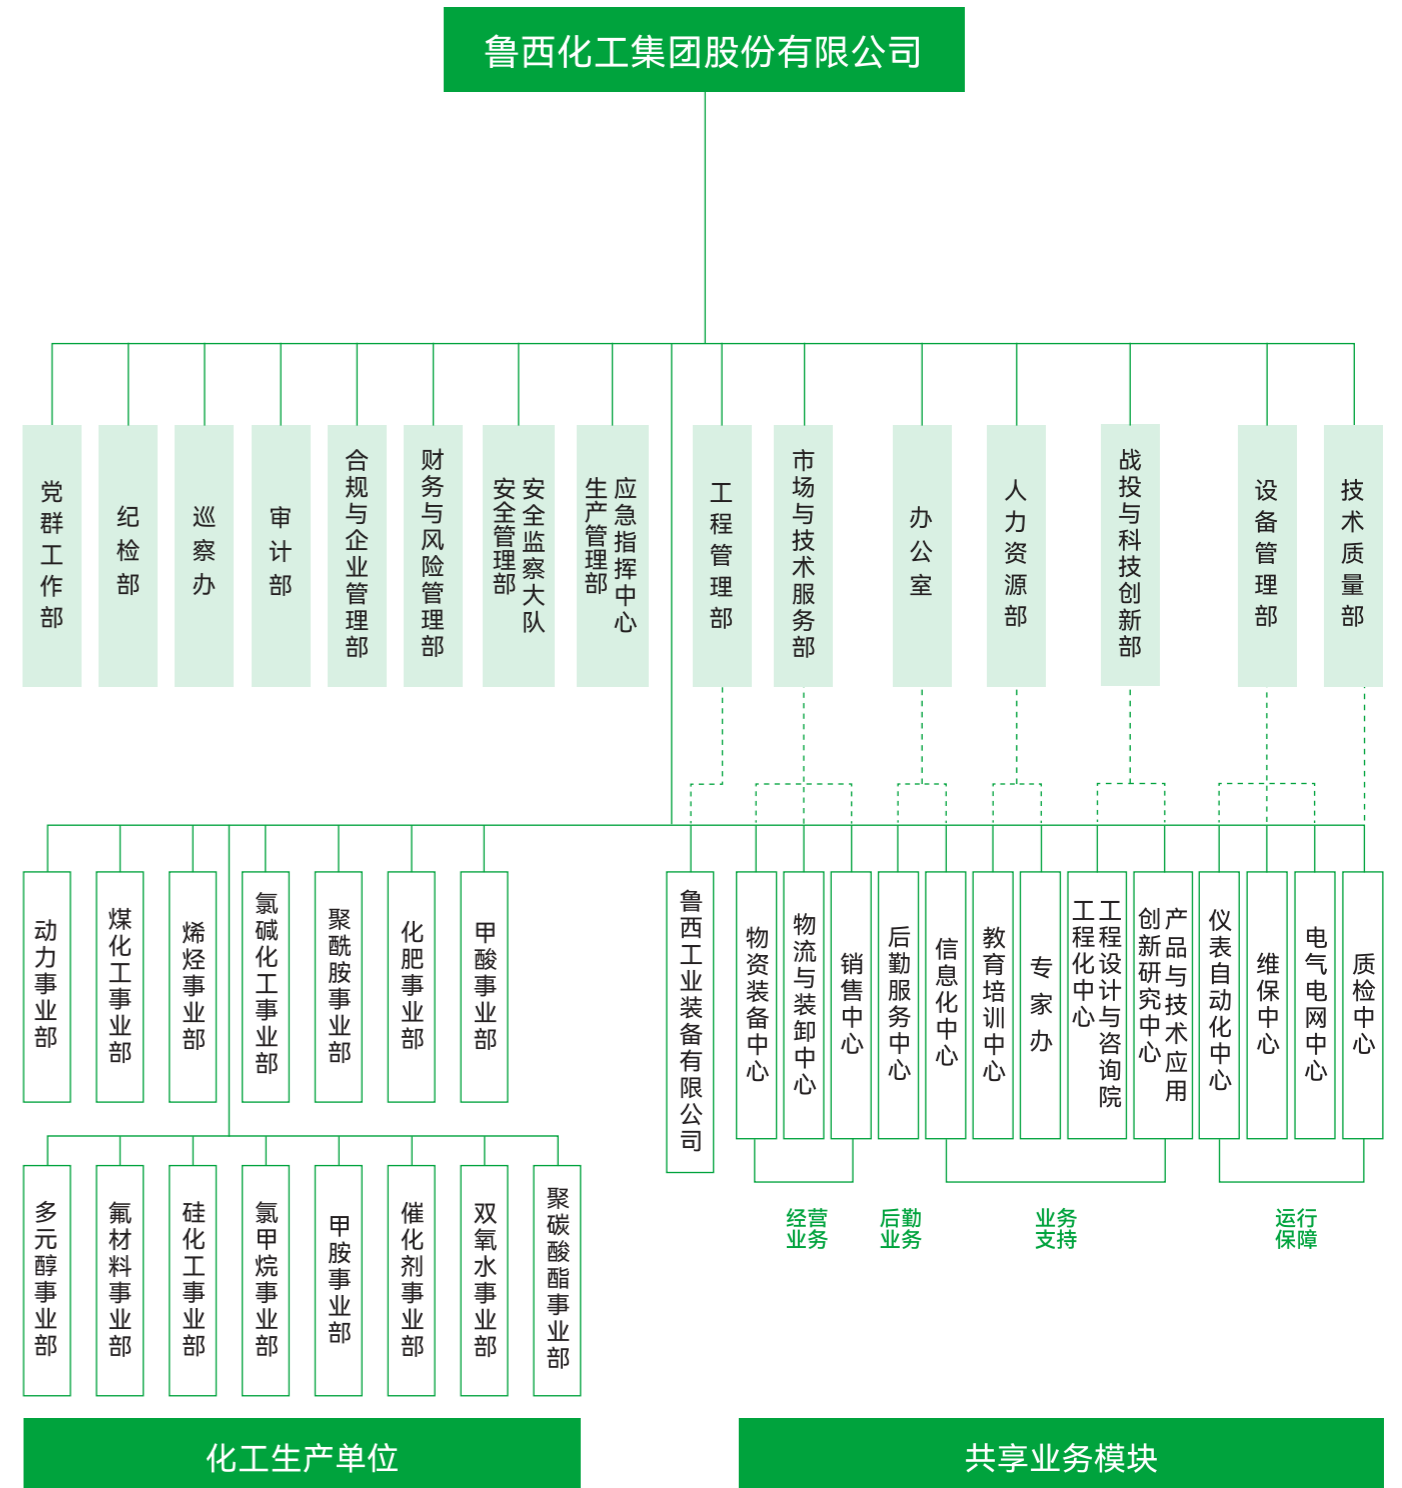 鲁西化工集团股份有限公司
党群工作部
纪检部
巡察办
审计部
合规与企业管理部
财务与风险管理部
安全管理部
安全监察大队
生产管理部
应急指挥中心
工程管理部
市场与技术服务部
办公室
人力资源部
战投与科技创新部
设备管理部
技术质量部
动力事业部
煤化工事业部
烯烃事业部
氯碱化工事业部
聚酰胺事业部
化肥事业部
甲酸事业部
鲁西工业装备有限公司
物资装备中心
物流与装卸中心
销售中心
后勤服务中心
信息化中心
教育培训中心
专家办
工程化中心
工程设计与咨询院
创新研究中心
产品与技术应用
仪表自动化中心
维保中心
电气电网中心
质检中心
多元醇事业部
氟材料事业部
硅化工事业部
氯甲烷事业部
甲胺事业部
催化剂事业部
双氧水事业部
聚碳酸酯事业部
经营
业务
后勤
业务
业务
支持
运行
保障
化工生产单位
共享业务模块